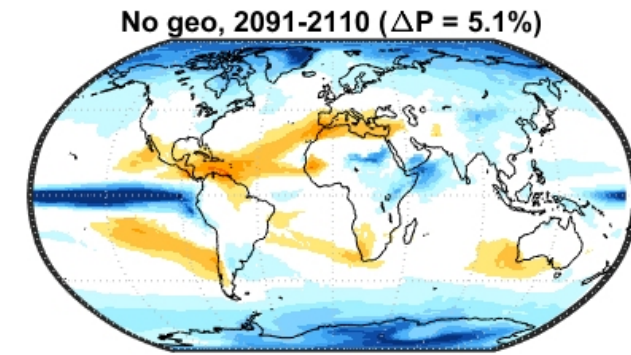 No geo, 2091-2110 (△P = 5.1%)